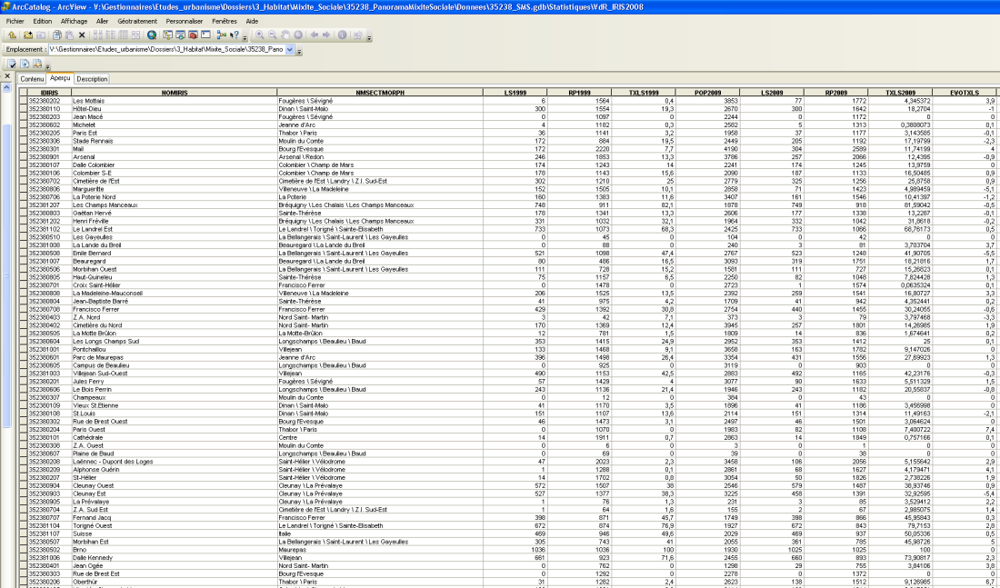 ArcCatalog - ArcView - V:\Gestionnaires\Etudes_urbanisme\Dossiers\3_Habitat\Mixite_Sociale\35238_PanoramaMixiteSociale\Donnees\35238_SMS.gdb\Statistiques\VdR_IRIS2008
Fichier Edition Affichage Aller Géotraitement Personnaliser Fenêtres Aide
Emplacement : V:\Gestionnaires\Etudes_urbanisme\Dossiers\3_Habitat\Mixite_Sociale\35238_Pano
Contenu Aperçu Description
IDIRIS NOMIRIS NMSECTMORPH LS1999 RP1999 TXLS1999 POP2009 LS2009 RP2009 TXLS2009 EVOTXLS
352380202 Les Mottais Fougères \ Sévigné 6 1564 0,4 3853 77 1772 4,345372 3,9
352380110 Hôtel-Dieu Dinan \ Saint-Malo 300 1554 19,3 2670 300 1642 18,2704 -1
352380203 Jean Macé Fougères \ Sévigné 0 1097 0 2244 0 1172 0 0
352380602 Michelet Jeanne d'Arc 4 1182 0,3 2582 5 1313 0,3808073 0,1
352380205 Paris Est Thabor \ Paris 36 1141 3,2 1958 37 1177 3,143585 -0,1
352380306 Stade Rennais Moulin du Comte 172 884 19,5 2449 205 1192 17,19799 -2,3
352380301 Mail Bourg l'Evesque 172 2220 7,7 4190 304 2589 11,74199 4
352380901 Arsenal Arsenal \ Redon 246 1853 13,3 3786 257 2066 12,4395 -0,9
352380107 Dalle Colombier Colombier \ Champ de Mars 174 1243 14 2241 174 1245 13,9759 0
352380106 Colombier S-E Colombier \ Champ de Mars 178 1143 15,6 2090 187 1133 16,50485 0,9
352380702 Cimetière de l'Est Cimetière de l'Est \ Landry \ Z.I. Sud-Est 302 1210 25 2779 325 1256 25,8758 0,9
352380806 Margueritte Villeneuve \ La Madeleine 152 1505 10,1 2858 71 1423 4,989459 -5,1
352380706 La Poterie Nord La Poterie 160 1383 11,6 3407 161 1546 10,41397 -1,2
352381207 Les Champs Manceaux Bréquigny \ Les Chalais \ Les Champs Manceaux 748 911 82,1 1878 749 918 81,59042 -0,5
352380803 Gaëtan Hervé Sainte-Thérèse 178 1341 13,3 2606 177 1338 13,2287 -0,1
352381202 Henri Fréville Bréquigny \ Les Chalais \ Les Champs Manceaux 331 1032 32,1 1964 332 1042 31,8618 -0,2
352381102 Le Landrel Est Le Landrel \ Torigné \ Sainte-Elisabeth 733 1073 68,3 2425 733 1066 68,76173 0,5
352380510 Les Gayeulles La Bellangerais \ Saint-Laurent \ Les Gayeulles 0 45 0 104 0 42 0 0
352381008 La Lande du Breil Beauregard \ La Lande du Breil 0 88 0 240 3 81 3,703704 3,7
352380508 Emile Bernard La Bellangerais \ Saint-Laurent \ Les Gayeulles 521 1098 47,4 2767 523 1248 41,90705 -5,5
352381007 Beauregard Beauregard \ La Lande du Breil 80 486 16,5 3093 319 1751 18,21816 1,7
352380506 Morbihan Ouest La Bellangerais \ Saint-Laurent \ Les Gayeulles 111 728 15,2 1581 111 727 15,26823 0,1
352380805 Haut-Quineleu Sainte-Thérèse 75 1157 6,5 2250 82 1048 7,824428 1,3
352380701 Croix Saint-Hélier Francisco Ferrer 0 1478 0 2723 1 1574 0,0635324 0,1
352380808 La Madeleine-Mauconseil Villeneuve \ La Madeleine 206 1525 13,5 2392 259 1541 16,80727 3,3
352380804 Jean-Baptiste Barré Sainte-Thérèse 41 975 4,2 1709 41 942 4,352441 0,2
352380708 Francisco Ferrer Francisco Ferrer 429 1392 30,8 2754 440 1455 30,24055 -0,6
352380403 Z.A. Nord Nord Saint- Martin 3 42 7,1 373 3 79 3,797468 -3,3
352380402 Cimetière du Nord Nord Saint- Martin 170 1369 12,4 3945 257 1801 14,26985 1,9
352380505 La Motte Brûlon La Motte-Brûlon 12 781 1,5 1809 14 836 1,674641 0,2
352380604 Les Longs Champs Sud Longschamps \ Beaulieu \ Baud 353 1415 24,9 2952 353 1412 25 0,1
352381001 Pontchaillou Villejean 133 1468 9,1 3658 163 1782 9,147026 0
352380601 Parc de Maurepas Jeanne d'Arc 396 1498 26,4 3354 431 1556 27,69923 1,3
352380605 Campus de Beaulieu Longschamps \ Beaulieu \ Baud 0 925 0 3119 0 903 0 0
352381003 Villejean Sud-Ouest Villejean 490 1153 42,5 2883 492 1165 42,23176 -0,3
352380201 Jules Ferry Fougères \ Sévigné 57 1429 4 3077 90 1633 5,511329 1,5
352380606 Le Bois Perrin Longschamps \ Beaulieu \ Baud 243 1136 21,4 1946 243 1182 20,55837 -0,8
352380307 Champeaux Moulin du Comte 0 12 0 384 0 43 0 0
352380109 Vieux St.Etienne Dinan \ Saint-Malo 41 1170 3,5 1896 41 1186 3,456998 0
352380108 St.Louis Dinan \ Saint-Malo 151 1107 13,6 2114 151 1314 11,49163 -2,1
352380302 Rue de Brest Ouest Bourg l'Evesque 46 1473 3,1 2497 46 1501 3,064624 0
352380204 Paris Ouest Thabor \ Paris 0 1070 0 1983 82 1108 7,400722 7,4
352380101 Cathédrale Centre 14 1911 0,7 2863 14 1849 0,757166 0,1
352380308 Z.A. Ouest Moulin du Comte 0 6 0 3 0 1 0 0
352380607 Plaine de Baud Longschamps \ Beaulieu \ Baud 0 69 0 39 0 38 0 0
352380208 Laënnec - Dupont des Loges Saint-Hélier \ Vélodrome 47 2023 2,3 3458 106 2056 5,155642 2,9
352380209 Alphonse Guérin Saint-Hélier \ Vélodrome 1 1288 0,1 2861 68 1627 4,179471 4,1
352380207 St-Hélier Saint-Hélier \ Vélodrome 14 1702 0,8 3054 50 1826 2,738226 1,9
352380904 Cleunay Ouest Cleunay \ La Prévalaye 572 1507 38 2546 579 1487 38,93746 0,9
352380903 Cleunay Est Cleunay \ La Prévalaye 527 1377 38,3 3225 458 1391 32,92595 -5,4
352380905 La Prévalaye Cleunay \ La Prévalaye 1 76 1,3 231 3 85 3,529412 2,2
352380704 Z.A. Sud Est Cimetière de l'Est \ Landry \ Z.I. Sud-Est 1 64 1,6 155 2 67 2,985075 1,4
352380707 Fernand Jacq Francisco Ferrer 398 871 45,7 1749 398 866 45,95843 0,3
352381104 Torigné Ouest Le Landrel \ Torigné \ Sainte-Elisabeth 672 874 76,9 1927 672 843 79,7153 2,8
352381107 Suisse Italie 469 946 49,6 2029 469 937 50,05336 0,5
352380507 Morbihan Est La Bellangerais \ Saint-Laurent \ Les Gayeulles 305 743 41 2055 361 785 45,98726 5
352380502 Brno Maurepas 1036 1036 100 1930 1025 1025 100 0
352381006 Dalle Kennedy Villejean 661 923 71,6 2455 660 893 73,90817 2,3
352380401 Jean Ogée Nord Saint- Martin 0 762 0 1298 29 755 3,84106 3,8
352380303 Rue de Brest Est Bourg l'Evesque 0 1292 0 2278 0 1372 0 0
352380206 Oberthür Thabor \ Paris 31 1282 2,4 2623 138 1512 9,126985 6,7